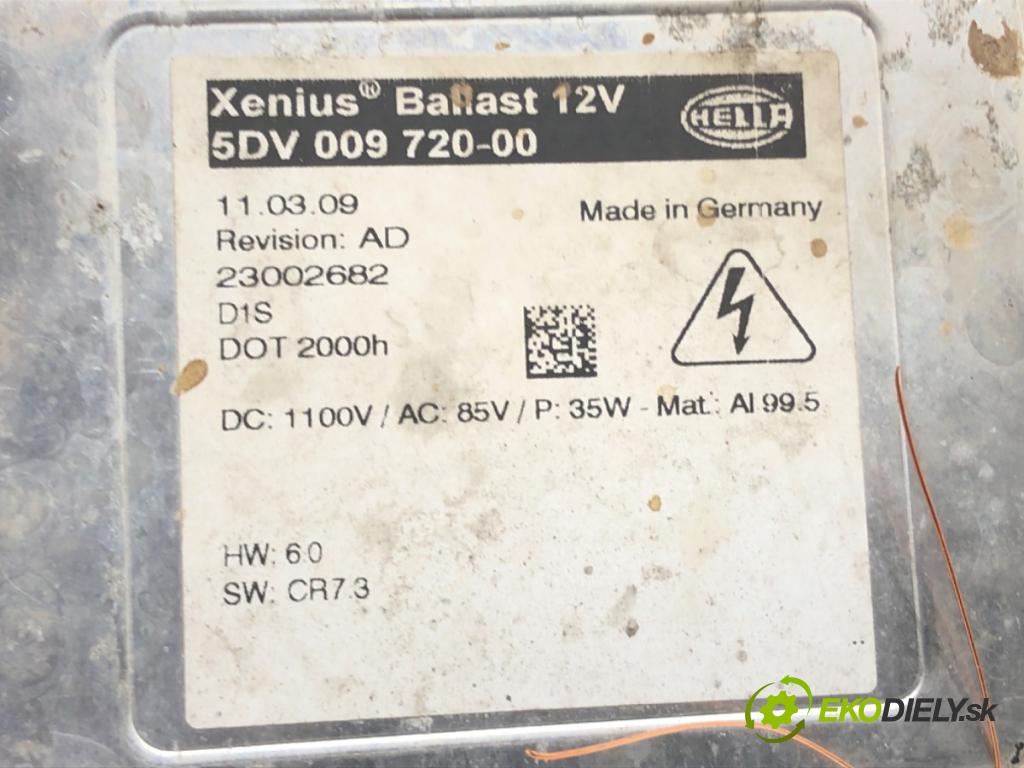 Xenius® Ballast 12V
HELLA
5DV 009 720-00
11.03.09
Made in Germany
Revision: AD
23002682
D1S
DOT 2000h
DC: 1100V / AC: 85V / P: 35W - Mat.: Al 99.5
HW: 6.0
SW: CR7.3
EKODIELY.sk